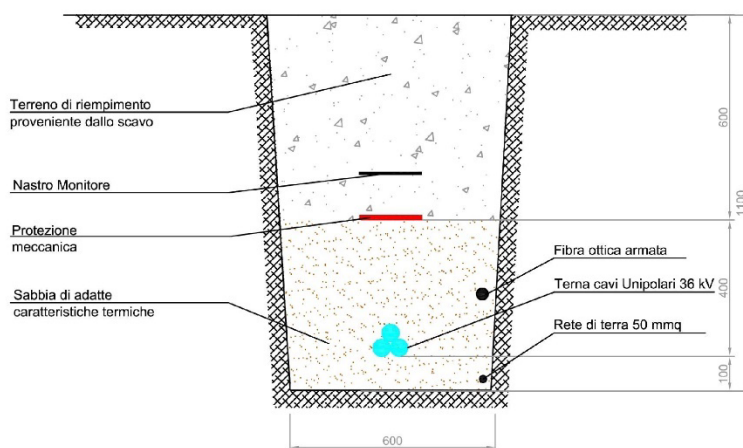 Terreno di riempimento
proveniente dallo scavo
Nastro Monitore
Protezione
meccanica
Sabbia di adatte
caratteristiche termiche
Fibra ottica armata
Terna cavi Unipolari 36 kV
Rete di terra 50 mmq
600
1100
400
100
600